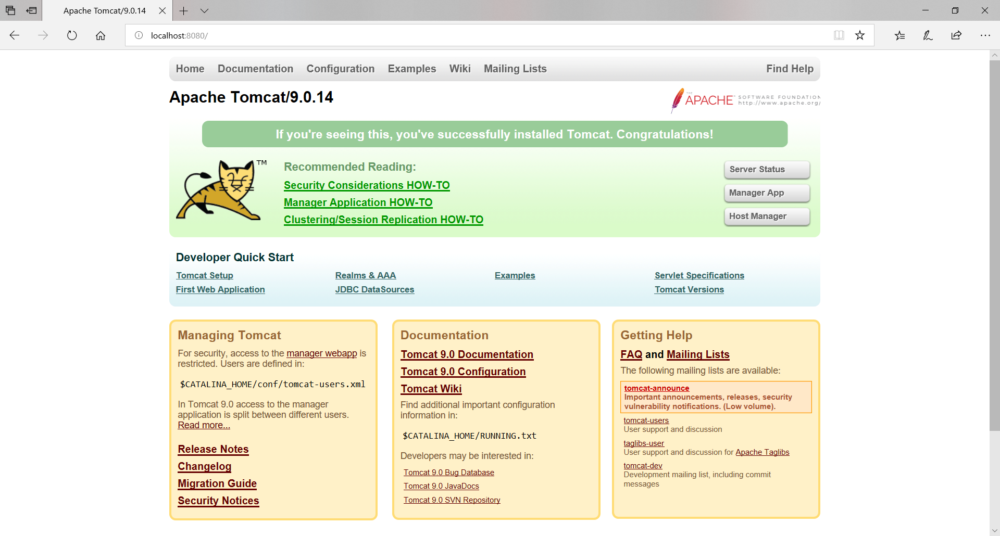 Apache Tomcat/9.0.14
localhost:8080/
Home Documentation Configuration Examples Wiki Mailing Lists Find Help
Apache Tomcat/9.0.14
THE
APACHE® SOFTWARE FOUNDATION
http://www.apache.org/
If you're seeing this, you've successfully installed Tomcat. Congratulations!
TM
Recommended Reading:
Security Considerations HOW-TO
Manager Application HOW-TO
Clustering/Session Replication HOW-TO
Server Status
Manager App
Host Manager
Developer Quick Start
Tomcat Setup
First Web Application
Realms & AAA
JDBC DataSources
Examples
Servlet Specifications
Tomcat Versions
Managing Tomcat
For security, access to the manager webapp is
restricted. Users are defined in:
$CATALINA_HOME/conf/tomcat-users.xml
In Tomcat 9.0 access to the manager
application is split between different users.
Read more...
Release Notes
Changelog
Migration Guide
Security Notices
Documentation
Tomcat 9.0 Documentation
Tomcat 9.0 Configuration
Tomcat Wiki
Find additional important configuration
information in:
$CATALINA_HOME/RUNNING.txt
Developers may be interested in:
Tomcat 9.0 Bug Database
Tomcat 9.0 JavaDocs
Tomcat 9.0 SVN Repository
Getting Help
FAQ and Mailing Lists
The following mailing lists are available:
tomcat-announce
Important announcements, releases, security
vulnerability notifications. (Low volume).
tomcat-users
User support and discussion
taglibs-user
User support and discussion for Apache Taglibs
tomcat-dev
Development mailing list, including commit
messages